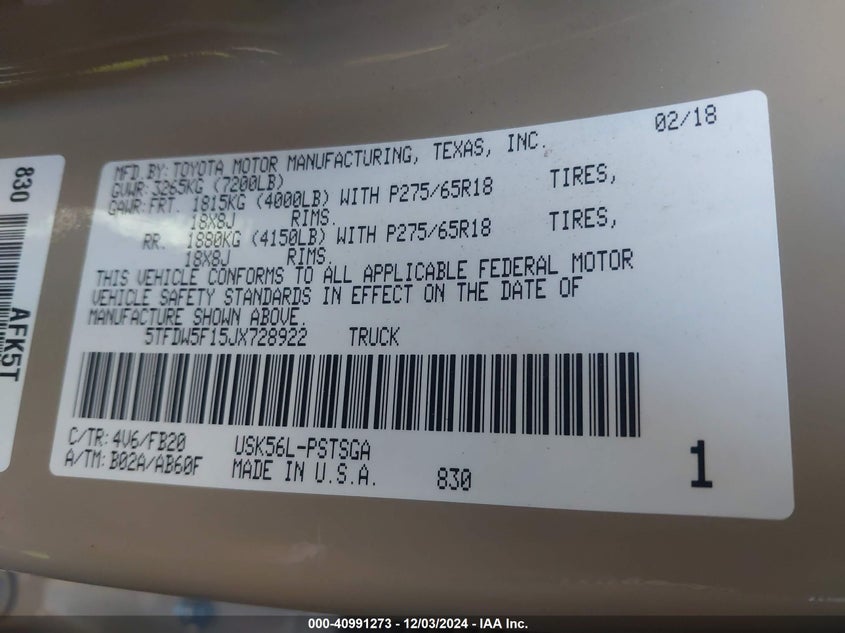 830
AFK5T
02/18
MFD.BY: TOYOTA MOTOR MANUFACTURING, TEXAS, INC.
GVWR: 3265KG (7200LB)
GAWR: FRT. 1815KG (4000LB) WITH P275/65R18 TIRES,
18X8J RIMS.
RR. 1880KG (4150LB) WITH P275/65R18 TIRES,
18X8J RIMS.
THIS VEHICLE CONFORMS TO ALL APPLICABLE FEDERAL MOTOR
VEHICLE SAFETY STANDARDS IN EFFECT ON THE DATE OF
MANUFACTURE SHOWN ABOVE.
5TFDW5F15JX728922 TRUCK
C/TR: 4V6/FB20 USK56L-PSTSGA
A/TM: B02A/AB60F MADE IN U.S.A. 830 1
000-40991273 - 12/03/2024 - IAA Inc.